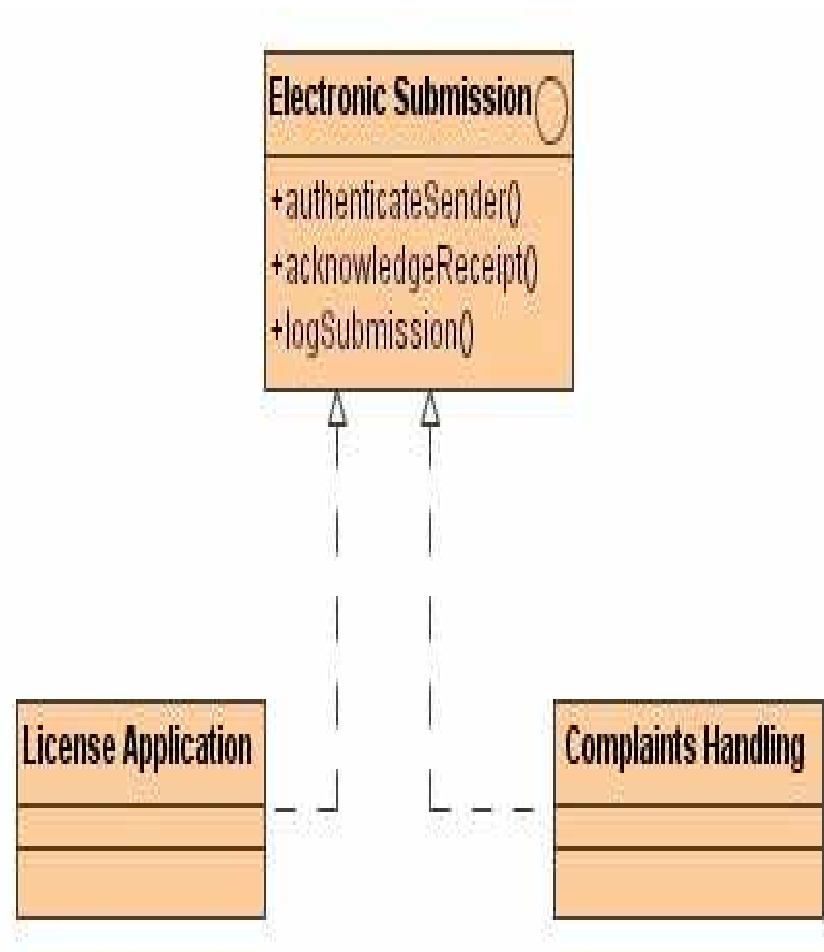 Electronic Submission
+authenticateSender()
+acknowledgeReceipt()
+logSubmission()
License Application
Complaints Handling